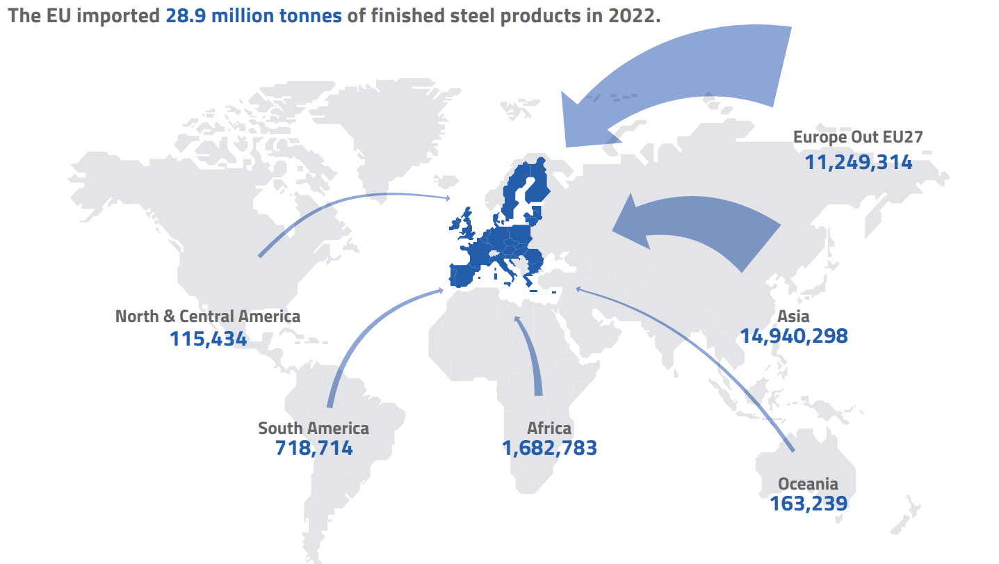 The EU imported 28.9 million tonnes of finished steel products in 2022.
Europe Out EU27
11,249,314
North & Central America
115,434
Asia
14,940,298
South America
718,714
Africa
1,682,783
Oceania
163,239